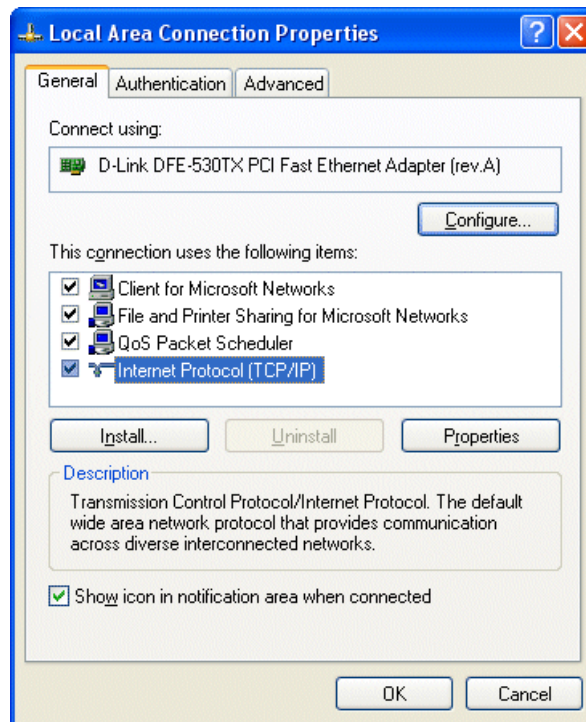 Local Area Connection Properties
General Authentication Advanced
Connect using:
D-Link DFE-530TX PCI Fast Ethernet Adapter (rev.A)
Configure...
This connection uses the following items:
Client for Microsoft Networks
File and Printer Sharing for Microsoft Networks
QoS Packet Scheduler
Internet Protocol (TCP/IP)
Install... Uninstall Properties
Description
Transmission Control Protocol/Internet Protocol. The default
wide area network protocol that provides communication
across diverse interconnected networks.
Show icon in notification area when connected
OK Cancel